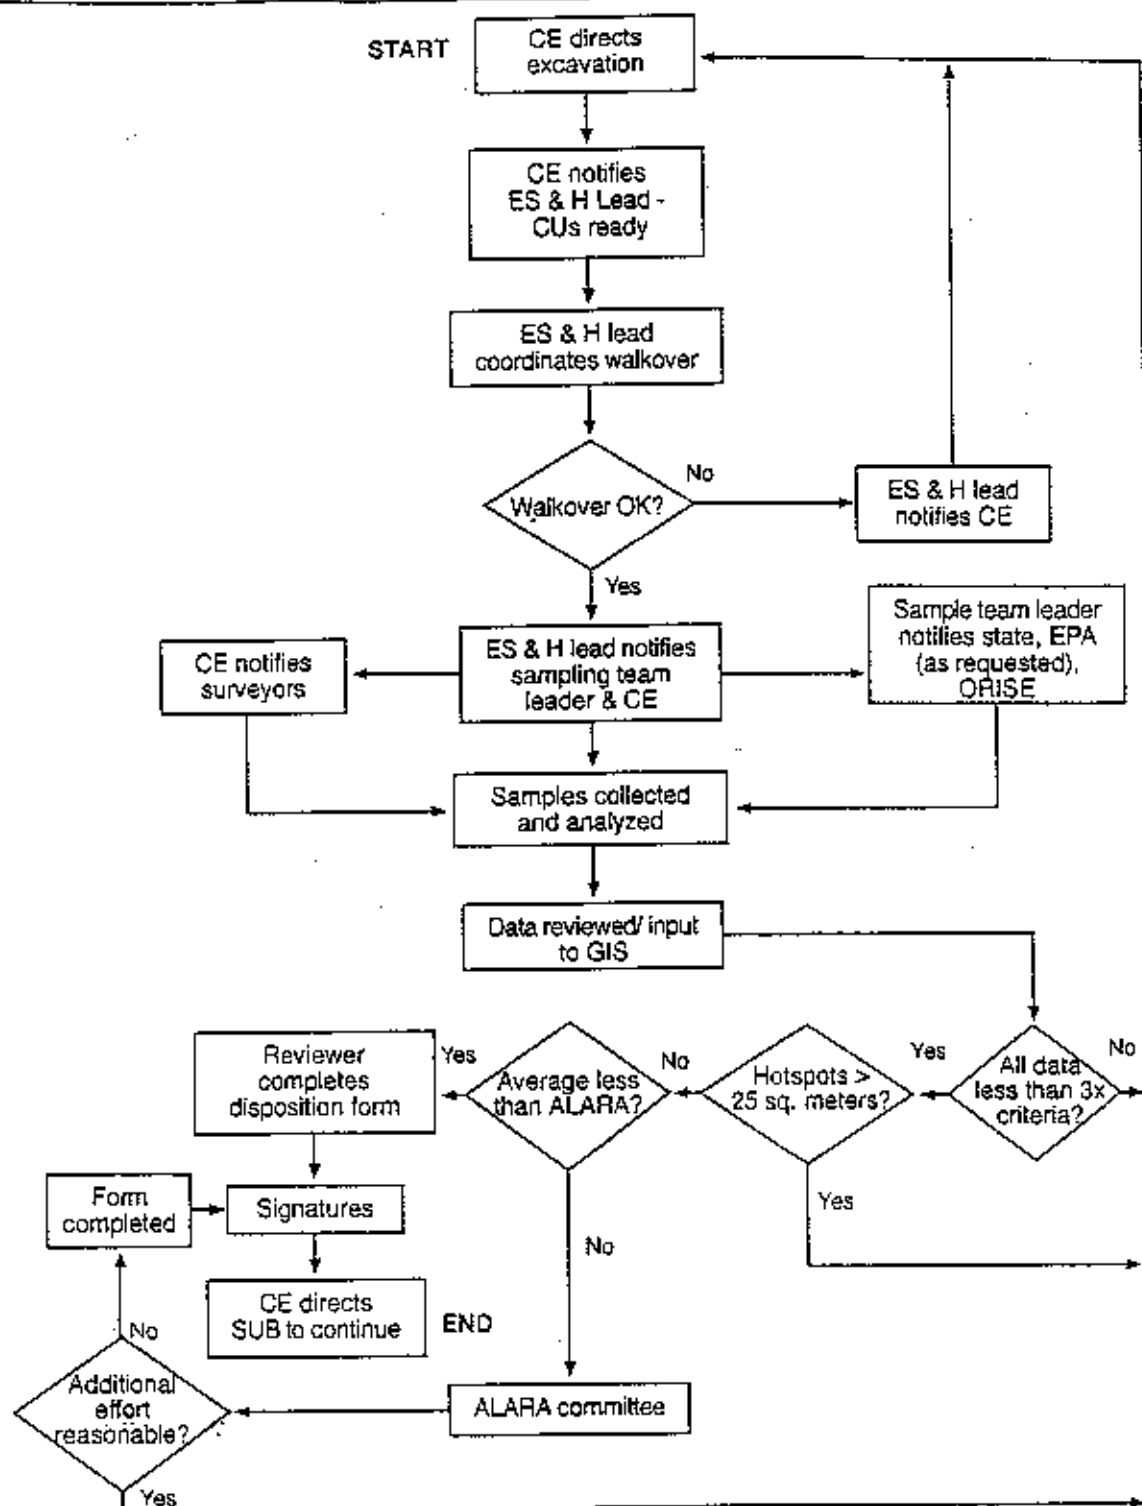 START
CE directs
excavation
CE notifies
ES & H Lead -
CUs ready
ES & H lead
coordinates walkover
Walkover OK?
No
ES & H lead
notifies CE
Yes
CE notifies
surveyors
ES & H lead notifies
sampling team
leader & CE
Sample team leader
notifies state, EPA
(as requested),
ORISE
Samples collected
and analyzed
Data reviewed/ input
to GIS
Reviewer
completes
disposition form
Yes
Average less
than ALARA?
No
Hotspots >
25 sq. meters?
Yes
All data
less than 3x
criteria?
No
Form
completed
Signatures
No
Yes
CE directs
SUB to continue
END
No
Additional
effort
reasonable?
ALARA committee
Yes